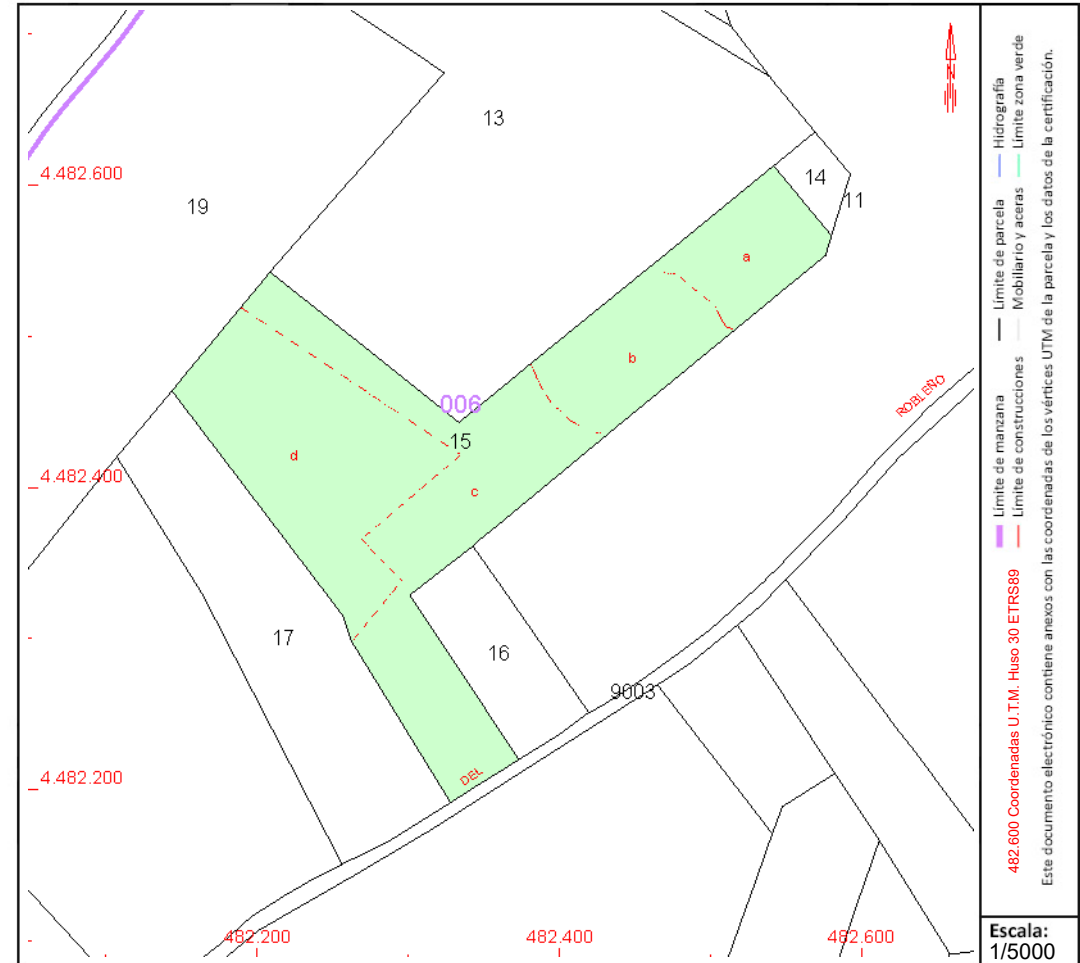 13
N
4.482.600
14
19
11
a
b
006
15
ROBLEÑO
d
4.482.400
c
17
16
9003
4.482.200
DEL
482.200
482.400
482.600
482.600 Coordenadas U.T.M. Huso 30 ETRS89
Límite de manzana
Límite de parcela
Hidrografía
Límite de construcciones
Mobiliario y aceras
Límite zona verde
Este documento electrónico contiene anexos con las coordenadas de los vértices UTM de la parcela y los datos de la certificación.
Escala:
1/5000